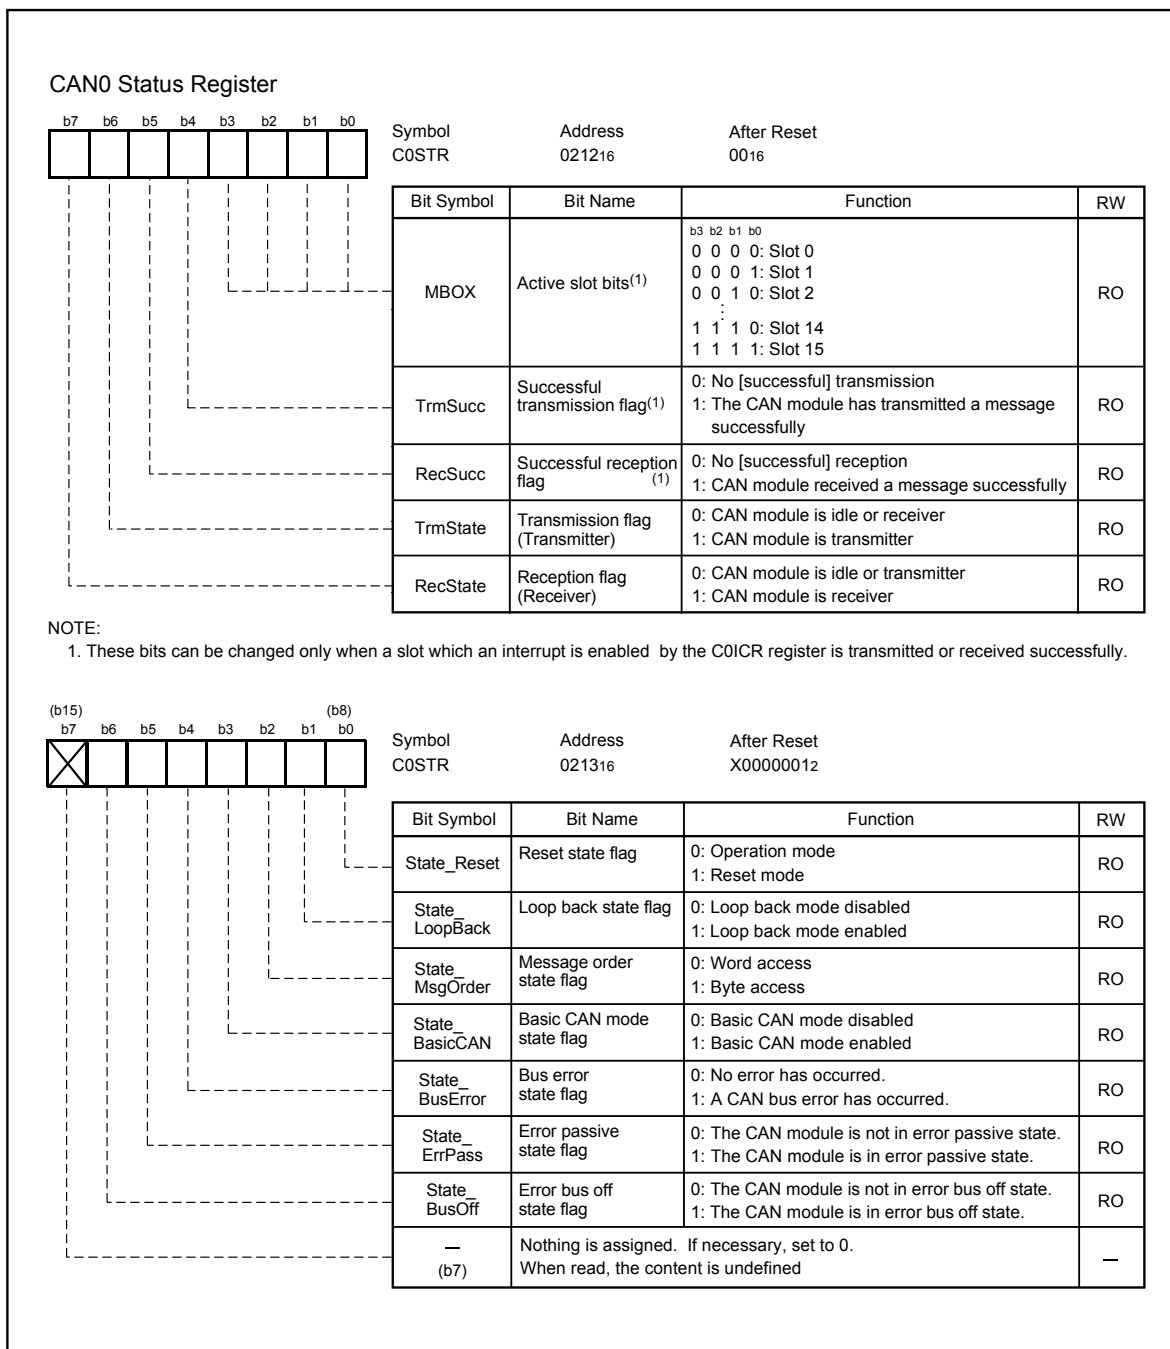 CAN0 Status Register
b7 b6 b5 b4 b3 b2 b1 b0
Symbol Address After Reset
C0STR 021216 0016
Bit Symbol Bit Name Function RW
MBOX Active slot bits(1) RO
b3 b2 b1 b0
0 0 0 0: Slot 0
0 0 0 1: Slot 1
0 0 1 0: Slot 2
:
1 1 1 0: Slot 14
1 1 1 1: Slot 15
TrmSucc RO
Successful
transmission flag(1)
0: No [successful] transmission
1: The CAN module has transmitted a message
successfully
RecSucc RO
Successful reception
flag (1)
0: No [successful] reception
1: CAN module received a message successfully
TrmState RO
Transmission flag
(Transmitter)
0: CAN module is idle or receiver
1: CAN module is transmitter
RecState RO
Reception flag
(Receiver)
0: CAN module is idle or transmitter
1: CAN module is receiver
NOTE:
1. These bits can be changed only when a slot which an interrupt is enabled by the C0ICR register is transmitted or received successfully.
(b15) (b8)
b7 b6 b5 b4 b3 b2 b1 b0
Symbol Address After Reset
C0STR 021316 X00000012
Bit Symbol Bit Name Function RW
State_Reset Reset state flag RO
0: Operation mode
1: Reset mode
State_
LoopBack
Loop back state flag RO
0: Loop back mode disabled
1: Loop back mode enabled
State_
MsgOrder
Message order
state flag
0: Word access
1: Byte access
RO
State_
BasicCAN
Basic CAN mode
state flag
0: Basic CAN mode disabled
1: Basic CAN mode enabled
RO
State_
BusError
Bus error
state flag
0: No error has occurred.
1: A CAN bus error has occurred.
RO
State_
ErrPass
Error passive
state flag
0: The CAN module is not in error passive state.
1: The CAN module is in error passive state.
RO
State_
BusOff
Error bus off
state flag
0: The CAN module is not in error bus off state.
1: The CAN module is in error bus off state.
RO
—
(b7)
Nothing is assigned. If necessary, set to 0.
When read, the content is undefined
—